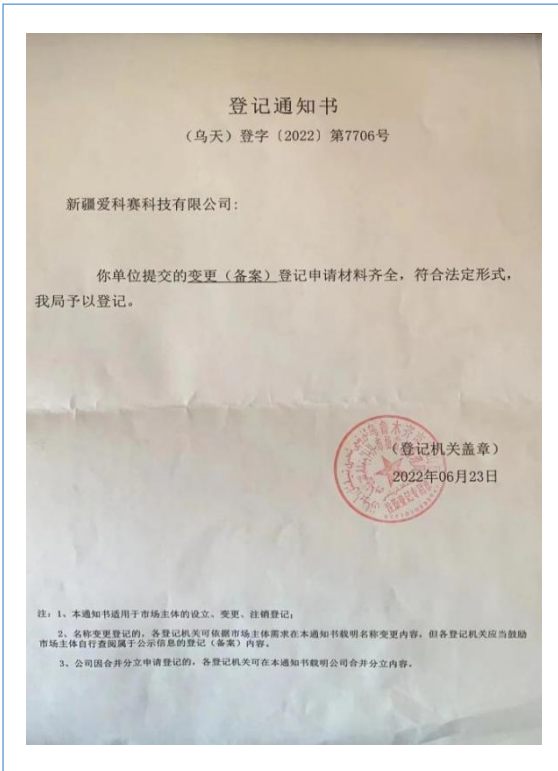 登记通知书
（乌天）登字〔2022〕第7706号
新疆爱科赛科技有限公司：
你单位提交的变更（备案）登记申请材料齐全，符合法定形式，
我局予以登记。
（登记机关盖章）
2022年06月23日
注：1、本通知书适用于市场主体的设立、变更、注销登记；
2、名称变更登记的，各登记机关可依据市场主体需求在本通知书载明名称变更内容，但各登记机关应当鼓励
市场主体自行查阅属于公示信息的登记（备案）内容。
3、公司因合并分立申请登记的，各登记机关可在本通知书载明公司合并分立内容。